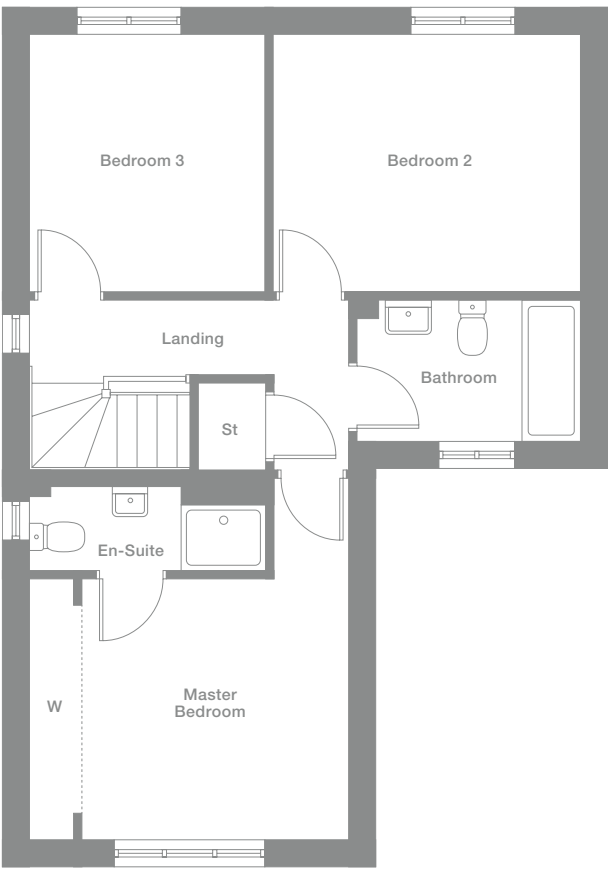 Bedroom 3
Bedroom 2
Landing
Bathroom
St
En-Suite
W
Master
Bedroom